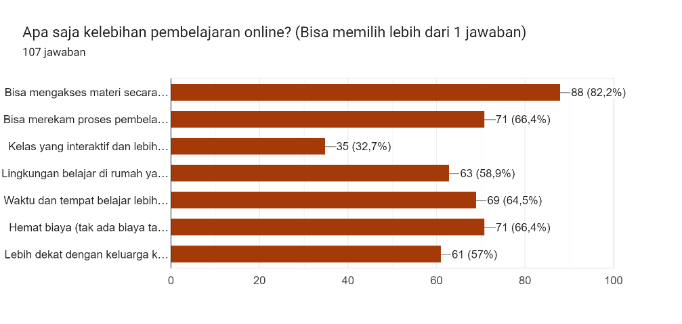 Apa saja kelebihan pembelajaran online? (Bisa memilih lebih dari 1 jawaban)
107 jawaban
Bisa mengakses materi secara… 88 (82,2%)
Bisa merekam proses pembela… 71 (66,4%)
Kelas yang interaktif dan lebih… 35 (32,7%)
Lingkungan belajar di rumah ya… 63 (58,9%)
Waktu dan tempat belajar lebih… 69 (64,5%)
Hemat biaya (tak ada biaya ta… 71 (66,4%)
Lebih dekat dengan keluarga k… 61 (57%)
0 20 40 60 80 100